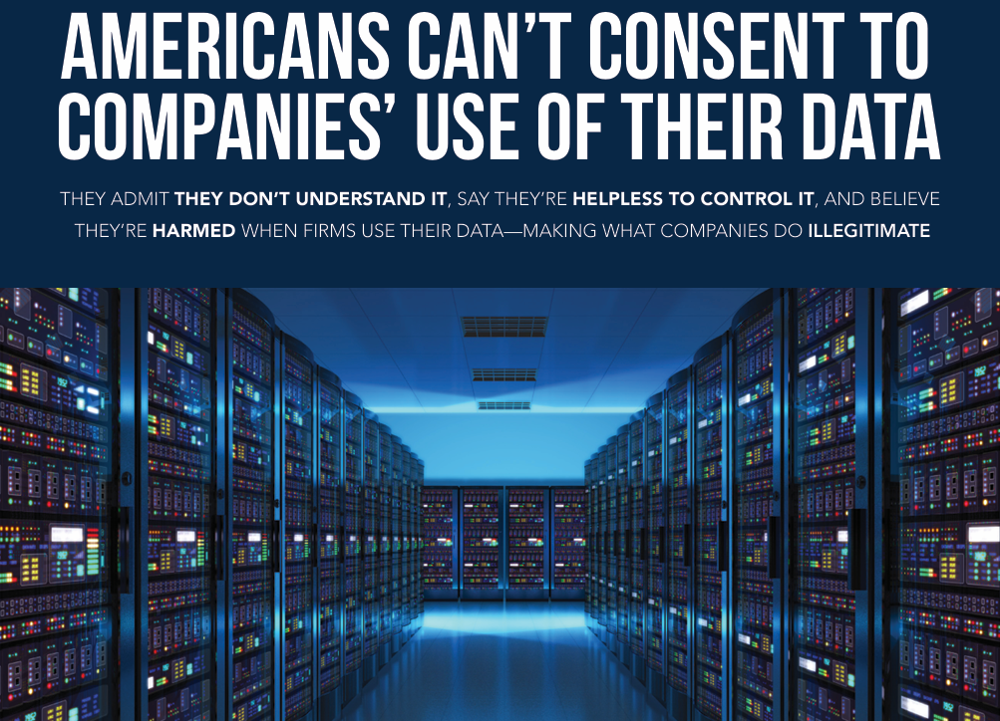 AMERICANS CAN'T CONSENT TO
COMPANIES' USE OF THEIR DATA
THEY ADMIT THEY DON'T UNDERSTAND IT, SAY THEY'RE HELPLESS TO CONTROL IT, AND BELIEVE
THEY'RE HARMED WHEN FIRMS USE THEIR DATA—MAKING WHAT COMPANIES DO ILLEGITIMATE